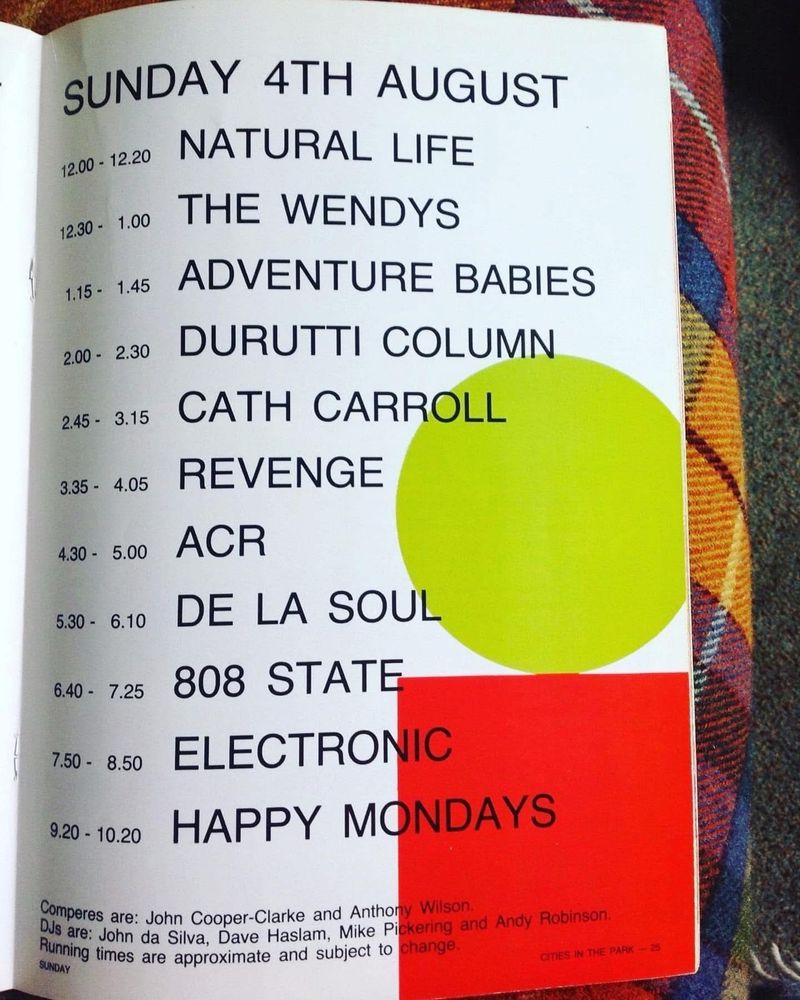 SUNDAY 4TH AUGUST
12.00 - 12.20 NATURAL LIFE
12.30 - 1.00 THE WENDYS
1.15 - 1.45 ADVENTURE BABIES
2.00 - 2.30 DURUTTI COLUMN
2.45 - 3.15 CATH CARROLL
3.35 - 4.05 REVENGE
4.30 - 5.00 ACR
5.30 - 6.10 DE LA SOUL
6.40 - 7.25 808 STATE
7.50 - 8.50 ELECTRONIC
9.20 - 10.20 HAPPY MONDAYS
Comperes are: John Cooper-Clarke and Anthony Wilson.
DJs are: John da Silva, Dave Haslam, Mike Pickering and Andy Robinson.
Running times are approximate and subject to change.
SUNDAY
CITIES IN THE PARK — 25